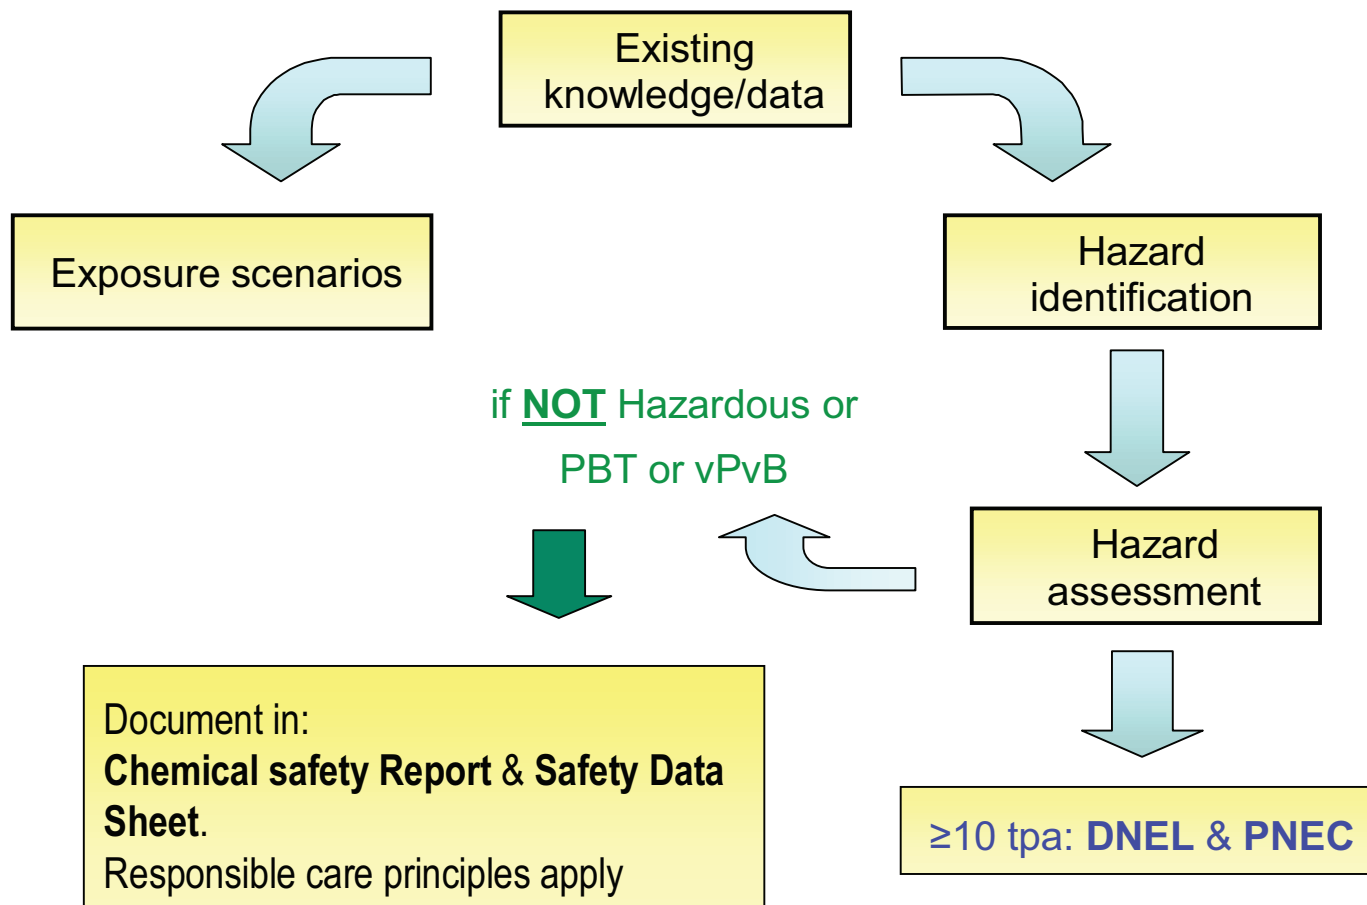 Existing
knowledge/data
Exposure scenarios
Hazard
identification
if NOT Hazardous or
PBT or vPvB
Hazard
assessment
Document in:
Chemical safety Report & Safety Data
Sheet.
Responsible care principles apply
≥10 tpa: DNEL & PNEC